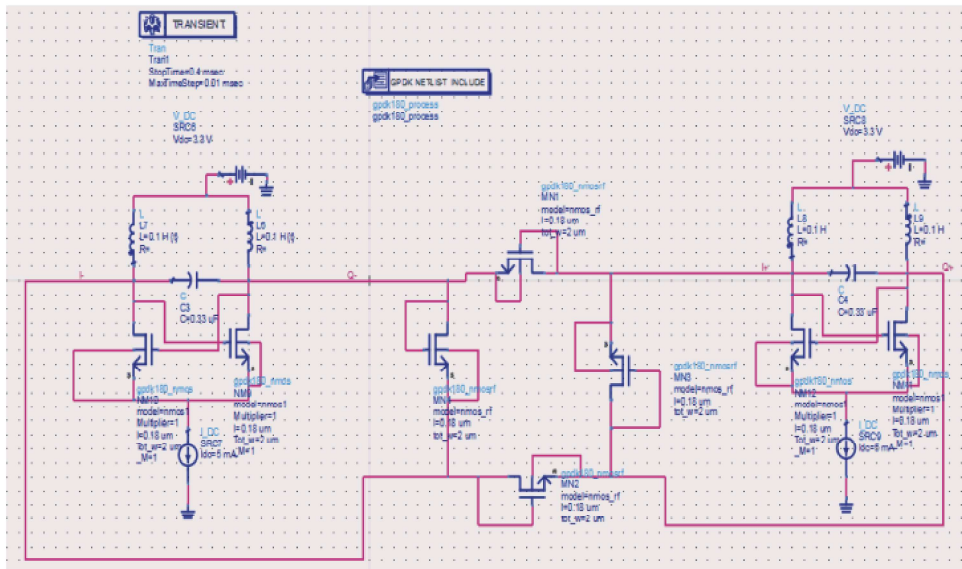 TRANSIENT
Tran
Tran1
StopTime=0.4 msec
MaxTimeStep=0.01 msec
GPDK NETLIST INCLUDE
gpdk180_process
gpdk180_process
V_DC
SRC6
Vdc=3.3 V
V_DC
SRC8
Vdc=3.3 V
L
L7
L=0.1 H
R=
L
L6
L=0.1 H
R=
gpdk180_nmosrf
MN1
model=nmos_rf
l=0.18 um
tot_w=2 um
L
L8
L=0.1 H
R=
L
L9
L=0.1 H
R=
I-
Q-
I+
Q+
C
C3
C=0.33 uF
C
C4
C=0.33 uF
gpdk180_nmos
NM10
model=nmos1
Multiplier=1
l=0.18 um
Tot_w=2 um
_M=1
gpdk180_nmos
NM9
model=nmos1
Multiplier=1
l=0.18 um
Tot_w=2 um
_M=1
I_DC
SRC7
Idc=5 mA
gpdk180_nmosrf
model=nmos_rf
l=0.18 um
tot_w=2 um
gpdk180_nmosrf
MN3
model=nmos_rf
l=0.18 um
tot_w=2 um
gpdk180_nmosrf
MN2
model=nmos_rf
l=0.18 um
tot_w=2 um
gpdk180_nmos
NM12
model=nmos1
Multiplier=1
l=0.18 um
Tot_w=2 um
_M=1
gpdk180_nmos
NM11
model=nmos1
Multiplier=1
l=0.18 um
Tot_w=2 um
_M=1
I_DC
SRC9
Idc=5 mA